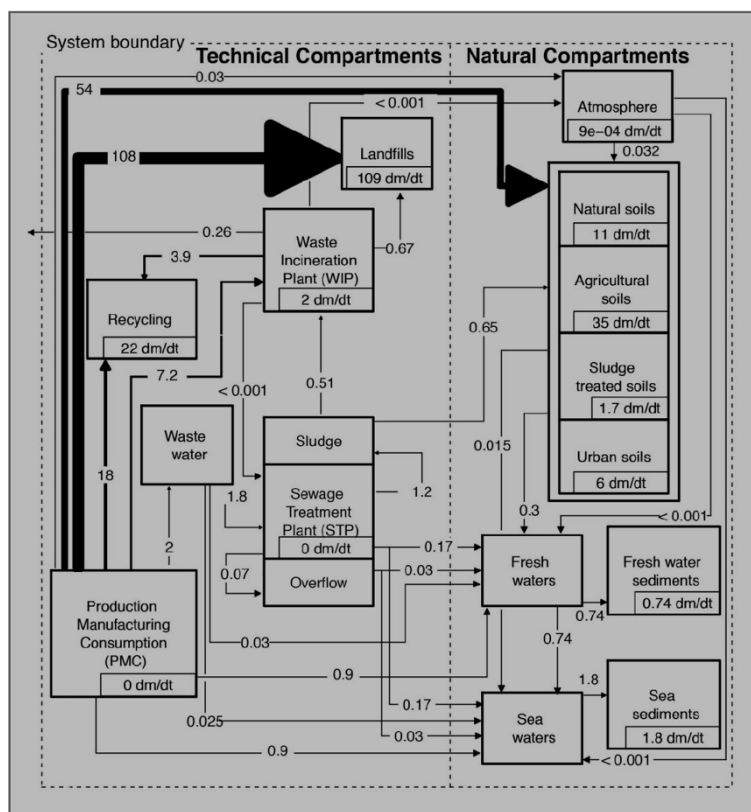 System boundary
Technical Compartments
Natural Compartments
0.03
54
< 0.001
Atmosphere
9e−04 dm/dt
0.032
108
Landfills
109 dm/dt
Natural soils
11 dm/dt
0.26
Waste
Incineration
Plant (WIP)
2 dm/dt
0.67
3.9
Agricultural
soils
35 dm/dt
Recycling
22 dm/dt
0.65
7.2
< 0.001
0.51
Sludge
treated soils
1.7 dm/dt
Waste
water
Sludge
0.015
Urban soils
6 dm/dt
18
1.8
Sewage
Treatment
Plant (STP)
0 dm/dt
1.2
0.3
< 0.001
2
0.17
Fresh
waters
Fresh water
sediments
0.74 dm/dt
0.07
Overflow
0.03
0.74
Production
Manufacturing
Consumption
(PMC)
0 dm/dt
0.03
0.74
0.9
1.8
Sea
sediments
1.8 dm/dt
0.17
0.025
Sea
waters
0.03
0.9
< 0.001